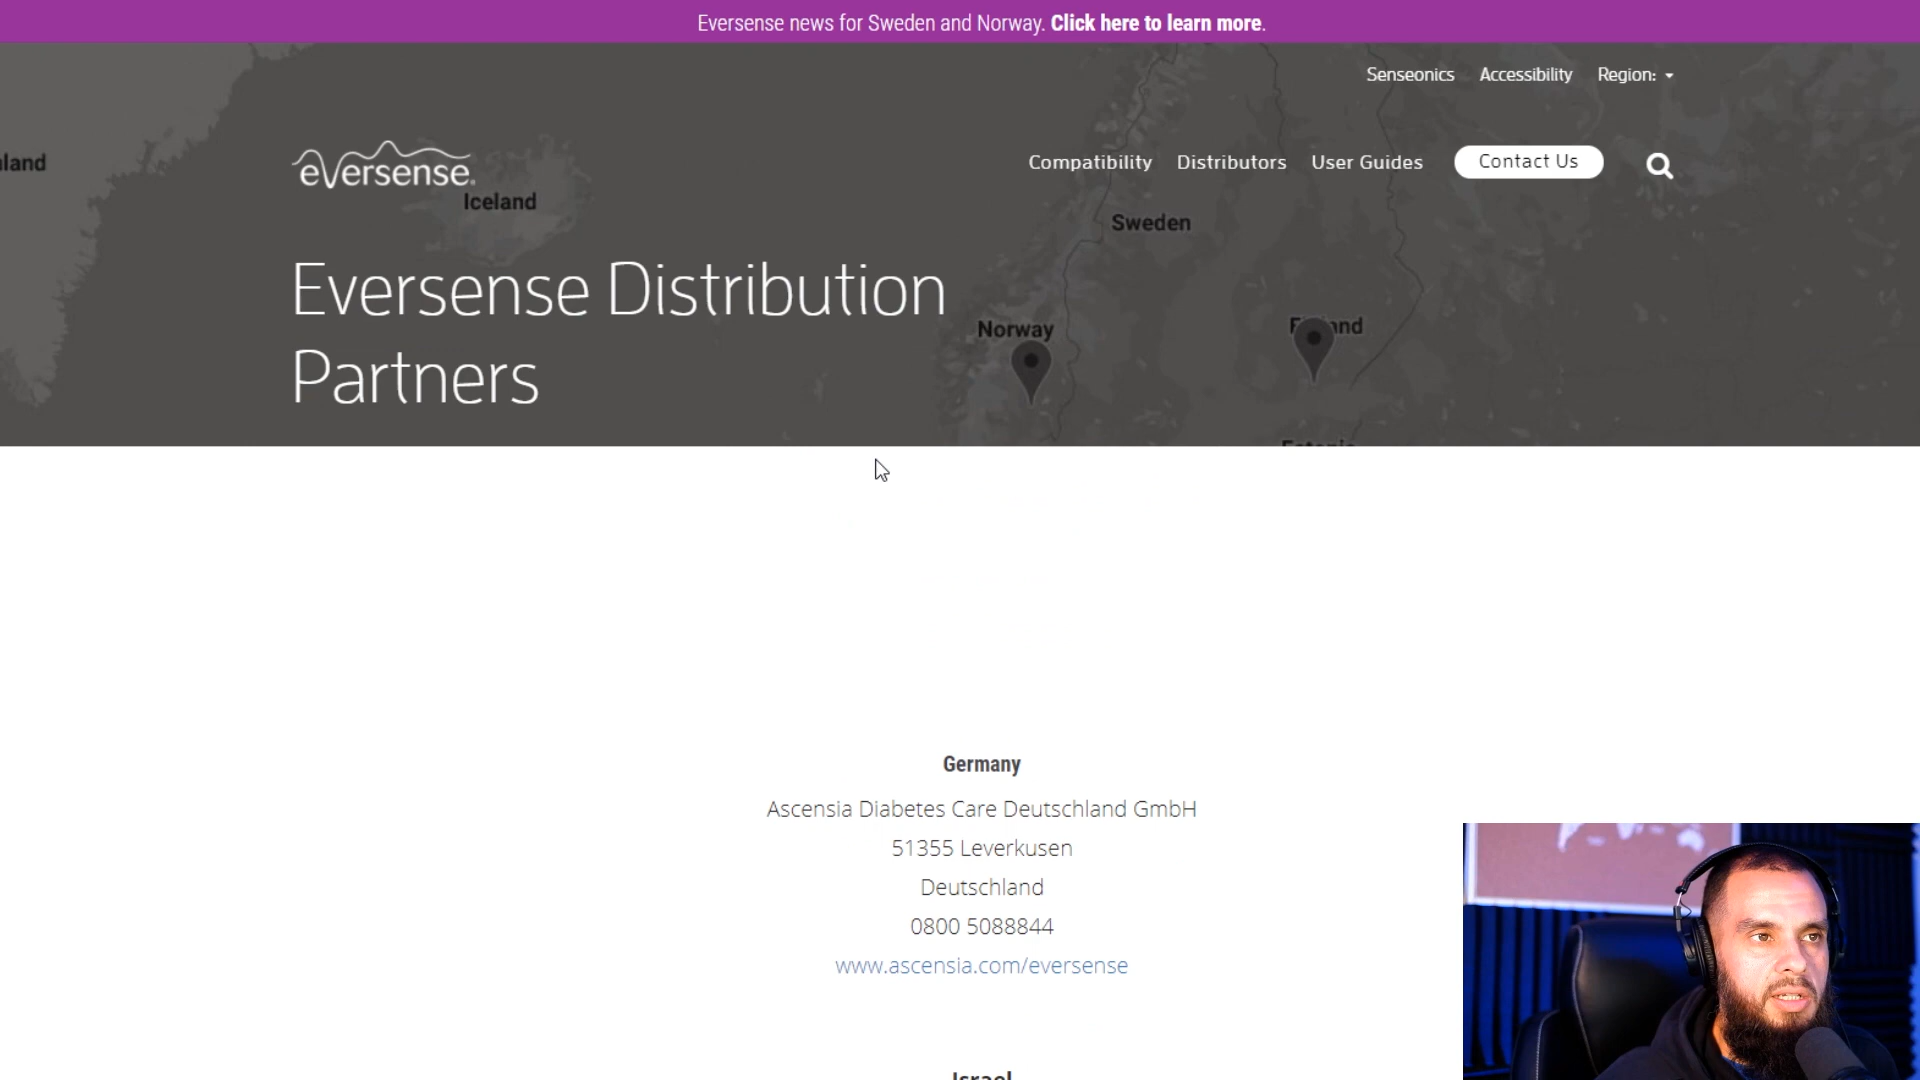 Eversense news for Sweden and Norway. Click here to learn more.
Senseonics Accessibility Region:
eversense.
Compatibility Distributors User Guides Contact Us
land
Iceland
Sweden
Eversense Distribution
Partners
Norway
Germany
Ascensia Diabetes Care Deutschland GmbH
51355 Leverkusen
Deutschland
0800 5088844
www.ascensia.com/eversense
Israel